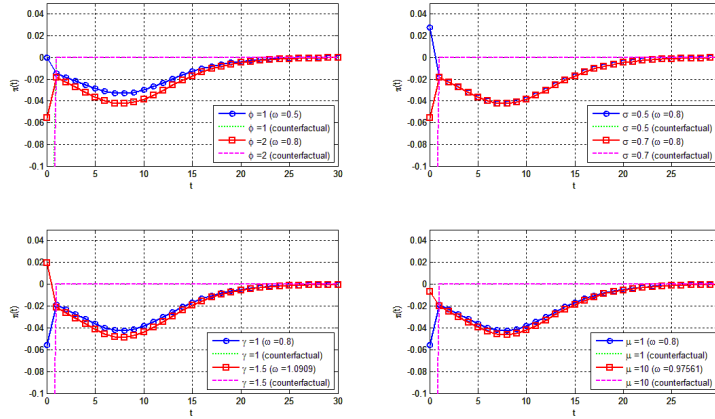 0.04
0.02
0
-0.02
-0.04
-0.06
-0.08
-0.1
π(t)
0 5 10 15 20 25 30
t
ϕ =1 (ω =0.5)
ϕ =1 (counterfactual)
ϕ =2 (ω =0.8)
ϕ =2 (counterfactual)
0.04
0.02
0
-0.02
-0.04
-0.06
-0.08
-0.1
π(t)
0 5 10 15 20 25
t
σ =0.5 (ω =0.8)
σ =0.5 (counterfactual)
σ =0.7 (ω =0.8)
σ =0.7 (counterfactual)
0.04
0.02
0
-0.02
-0.04
-0.06
-0.08
-0.1
π(t)
0 5 10 15 20 25 30
t
γ =1 (ω =0.8)
γ =1 (counterfactual)
γ =1.5 (ω =1.0909)
γ =1.5 (counterfactual)
0.04
0.02
0
-0.02
-0.04
-0.06
-0.08
-0.1
π(t)
0 5 10 15 20 25
t
μ =1 (ω =0.8)
μ =1 (counterfactual)
μ =10 (ω =0.97561)
μ =10 (counterfactual)